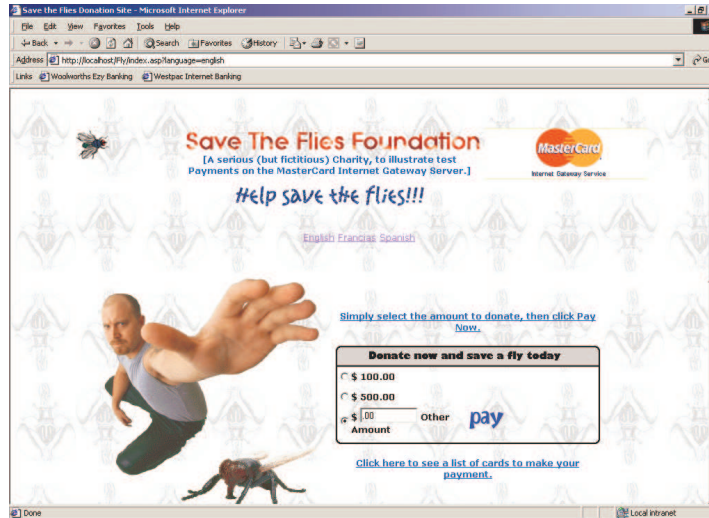 Save the Flies Donation Site - Microsoft Internet Explorer
File Edit View Favorites Tools Help
Back Search Favorites History
Address http://localhost/Fly/index.asp?language=english
Links Woolworths Ezy Banking Westpac Internet Banking
Save The Flies Foundation
[A serious (but fictitious) Charity, to illustrate test
Payments on the MasterCard Internet Gateway Server.]
MasterCard
Internet Gateway Service
Help save the flies!!!
English Francias Spanish
Simply select the amount to donate, then click Pay
Now.
Donate now and save a fly today
$ 100.00
$ 500.00
$ .00 Other
Amount
pay
Click here to see a list of cards to make your
payment.
Done Local intranet